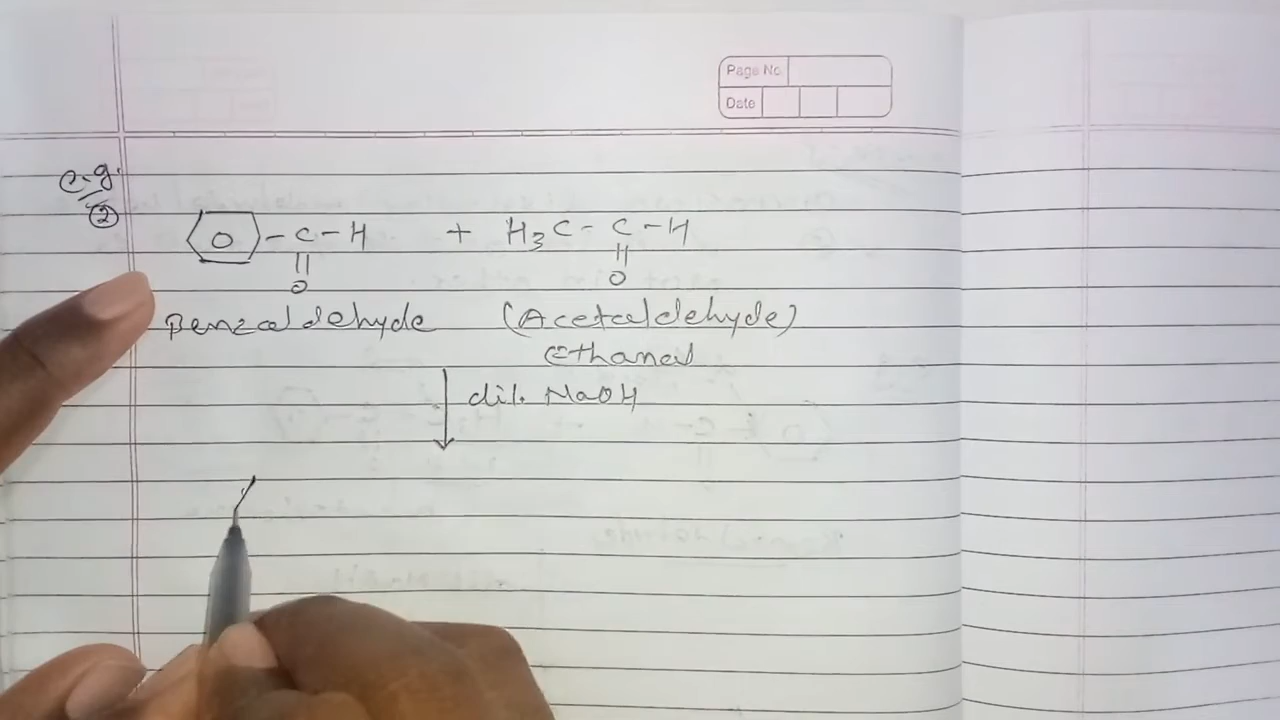 Page No
Date
e.g.
②
O - C - H + H₃C - C - H
|| ||
O O
Benzaldehyde (Acetaldehyde)
Ethanal
dil. NaOH